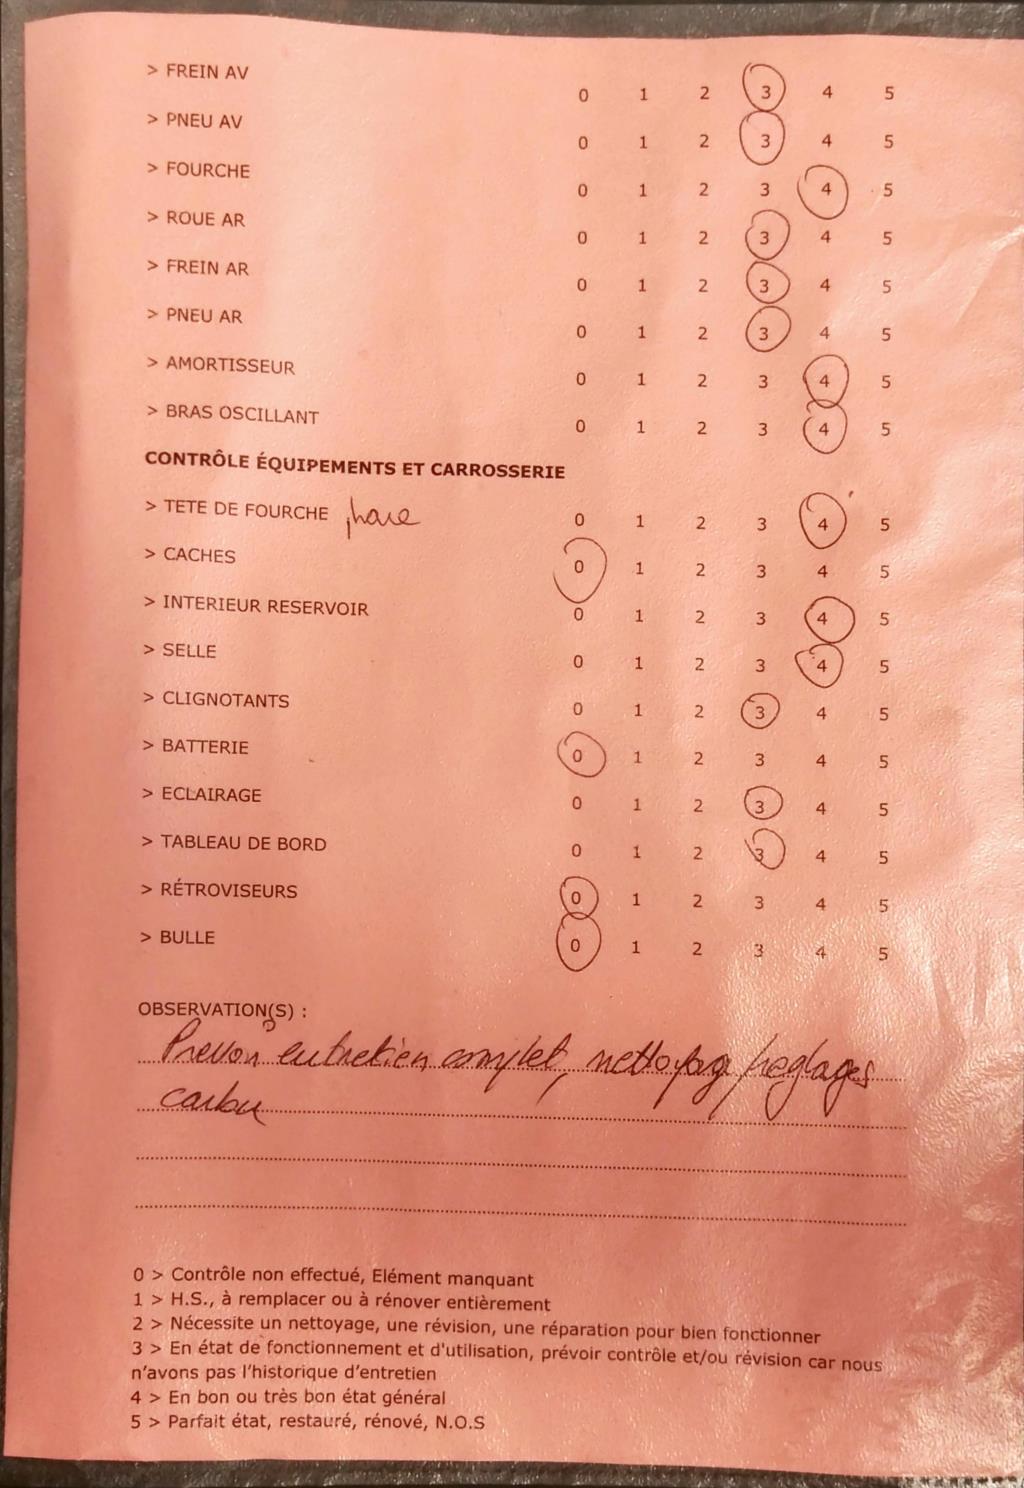 > FREIN AV 0 1 2 3 4 5
> PNEU AV 0 1 2 3 4 5
> FOURCHE 0 1 2 3 4 5
> ROUE AR 0 1 2 3 4 5
> FREIN AR 0 1 2 3 4 5
> PNEU AR 0 1 2 3 4 5
> AMORTISSEUR 0 1 2 3 4 5
> BRAS OSCILLANT 0 1 2 3 4 5
CONTRÔLE ÉQUIPEMENTS ET CARROSSERIE
> TETE DE FOURCHE phare 0 1 2 3 4 5
> CACHES 0 1 2 3 4 5
> INTERIEUR RESERVOIR 0 1 2 3 4 5
> SELLE 0 1 2 3 4 5
> CLIGNOTANTS 0 1 2 3 4 5
> BATTERIE 0 1 2 3 4 5
> ECLAIRAGE 0 1 2 3 4 5
> TABLEAU DE BORD 0 1 2 3 4 5
> RÉTROVISEURS 0 1 2 3 4 5
> BULLE 0 1 2 3 4 5
OBSERVATION(S) :
entretien complet, nettoyage/reglages
carbu
0 > Contrôle non effectué, Elément manquant
1 > H.S., à remplacer ou à rénover entièrement
2 > Nécessite un nettoyage, une révision, une réparation pour bien fonctionner
3 > En état de fonctionnement et d'utilisation, prévoir contrôle et/ou révision car nous
n'avons pas l'historique d'entretien
4 > En bon ou très bon état général
5 > Parfait état, restauré, rénové, N.O.S